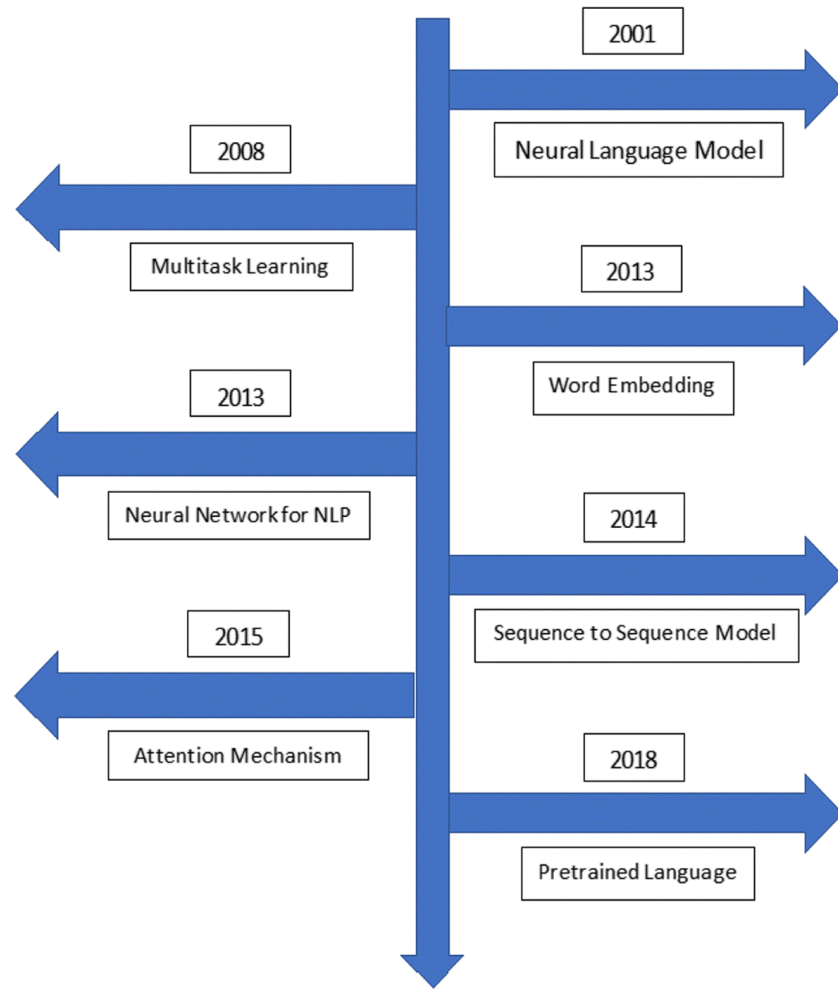 2001
Neural Language Model
2008
Multitask Learning
2013
Word Embedding
2013
Neural Network for NLP
2014
Sequence to Sequence Model
2015
Attention Mechanism
2018
Pretrained Language